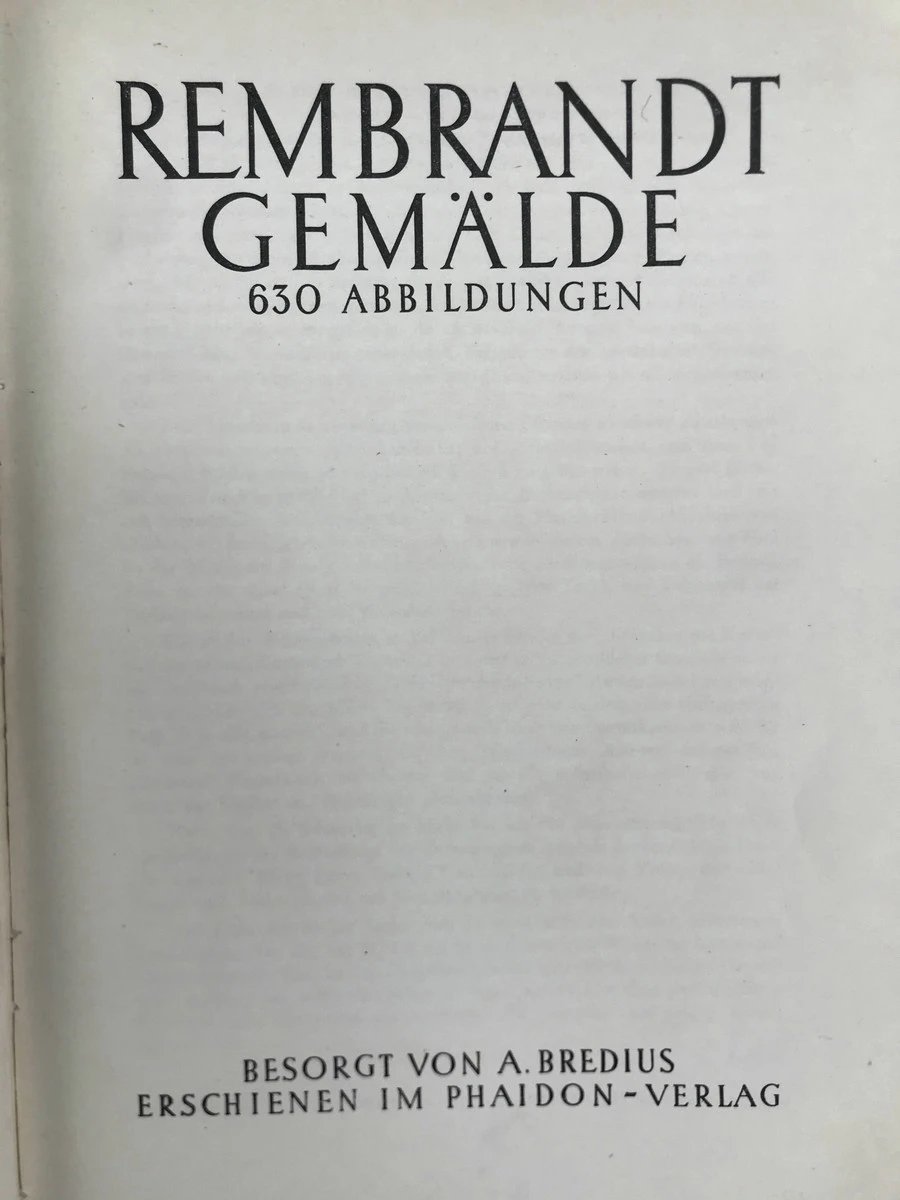 REMBRANDT
GEMÄLDE
630 ABBILDUNGEN
BESORGT VON A. BREDIUS
ERSCHIENEN IM PHAIDON-VERLAG